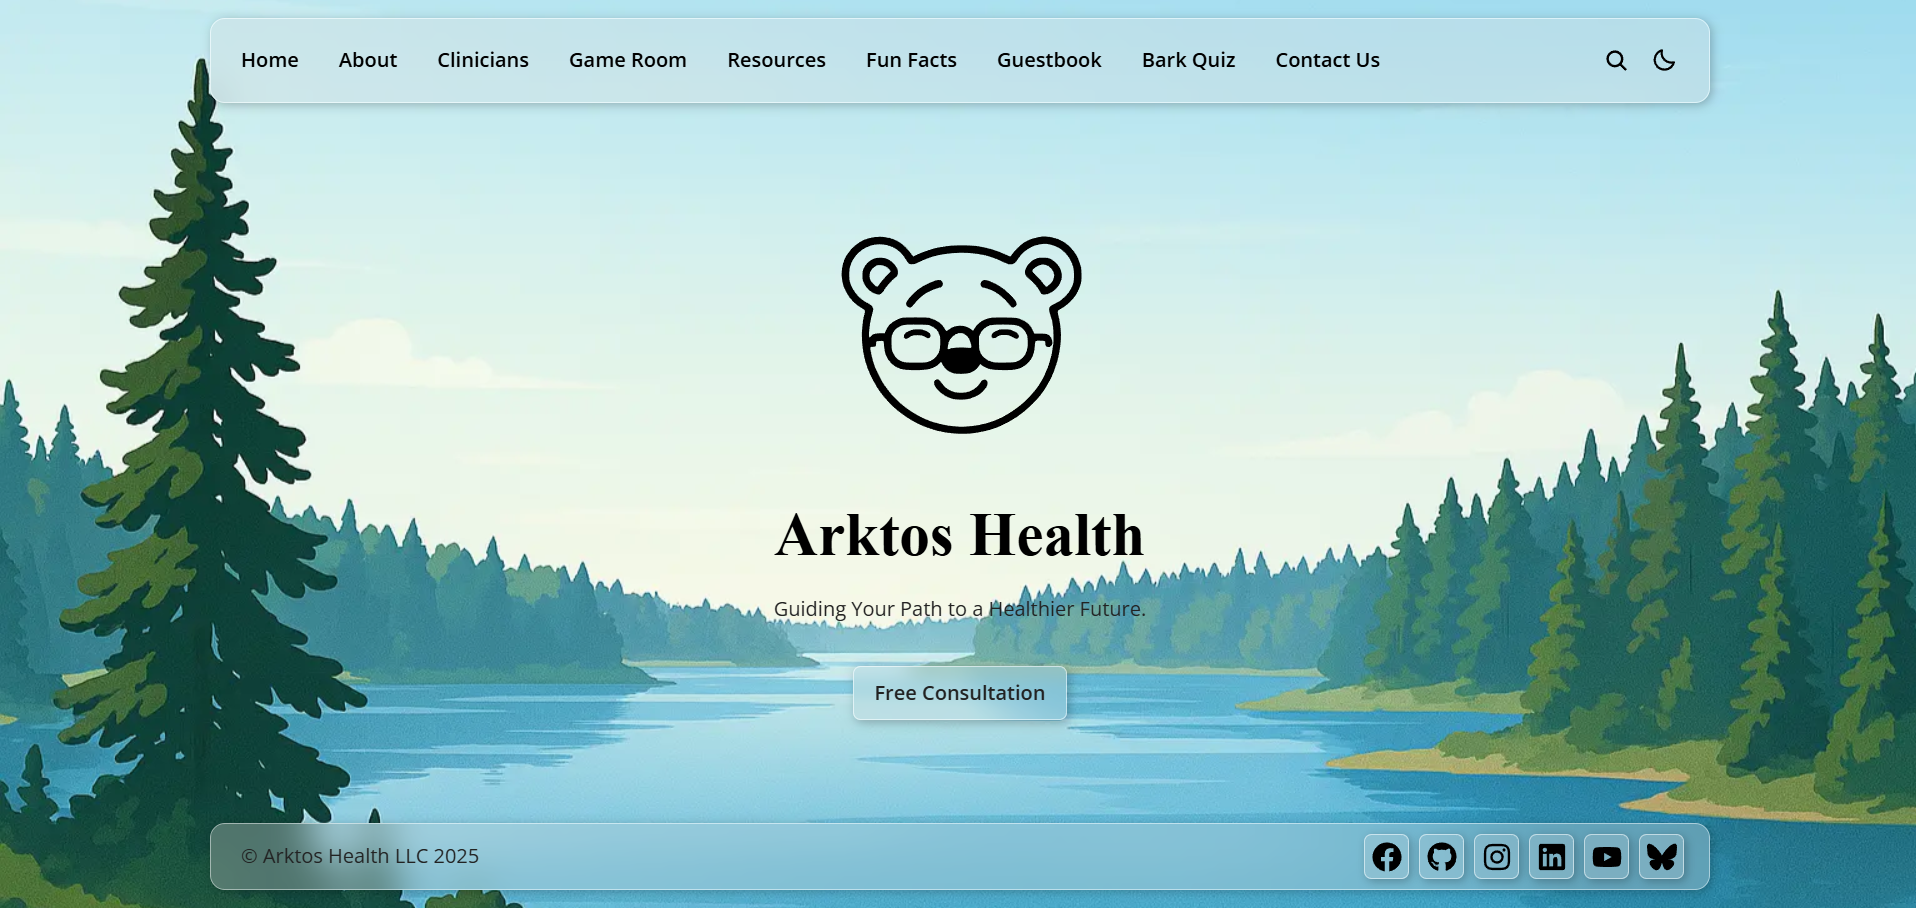 Home About Clinicians Game Room Resources Fun Facts Guestbook Bark Quiz Contact Us
Arktos Health
Guiding Your Path to a Healthier Future.
Free Consultation
© Arktos Health LLC 2025